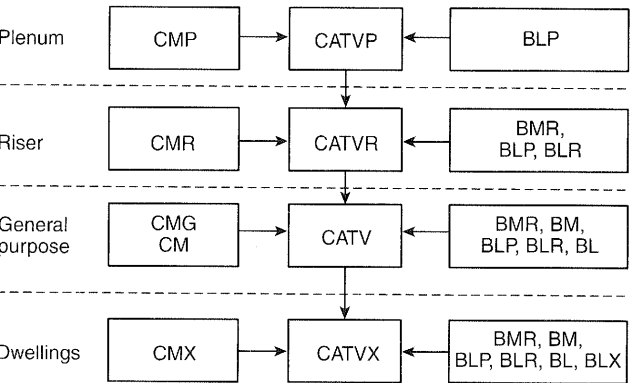 Plenum
CMP
CATVP
BLP
Riser
CMR
CATVR
BMR,
BLP, BLR
General
purpose
CMG
CM
CATV
BMR, BM,
BLP, BLR, BL
Dwellings
CMX
CATVX
BMR, BM,
BLP, BLR, BL, BLX